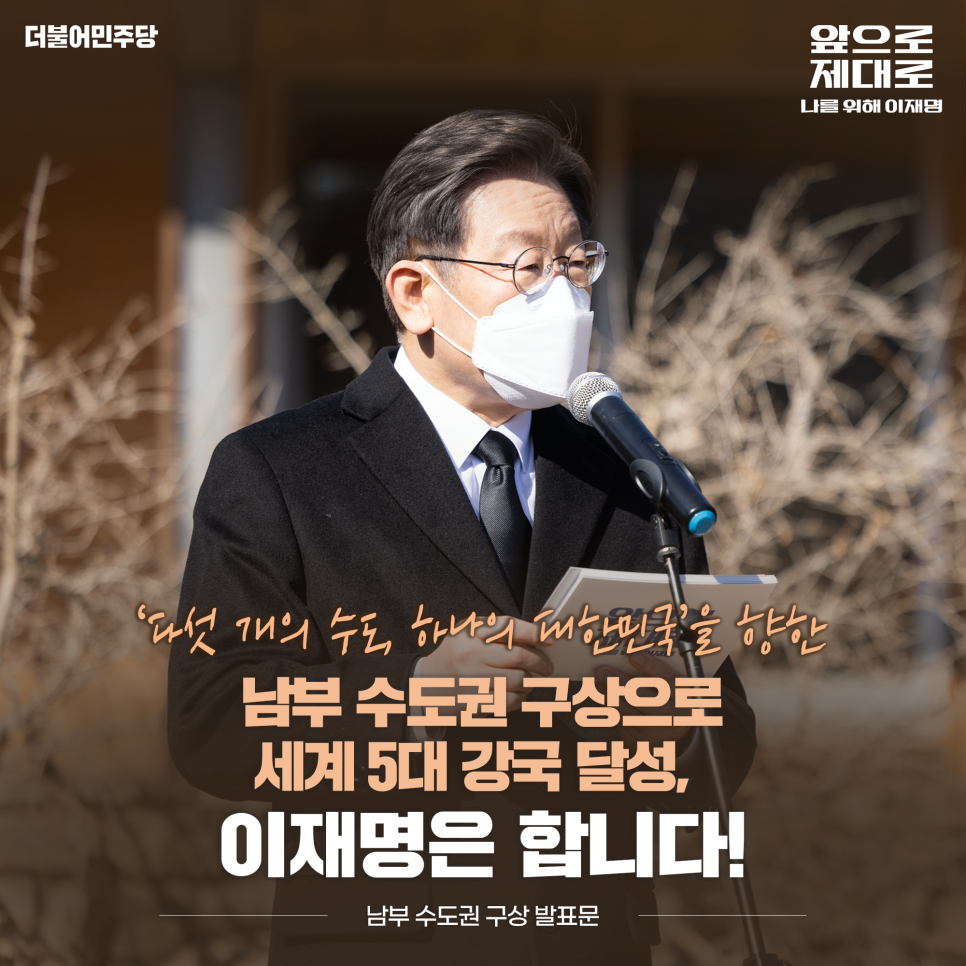 더불어민주당
앞으로
제대로
나를 위해 이재명
'다섯 개의 수도, 하나의 대한민국'을 향한
남부 수도권 구상으로
세계 5대 강국 달성,
이재명은 합니다!
남부 수도권 구상 발표문